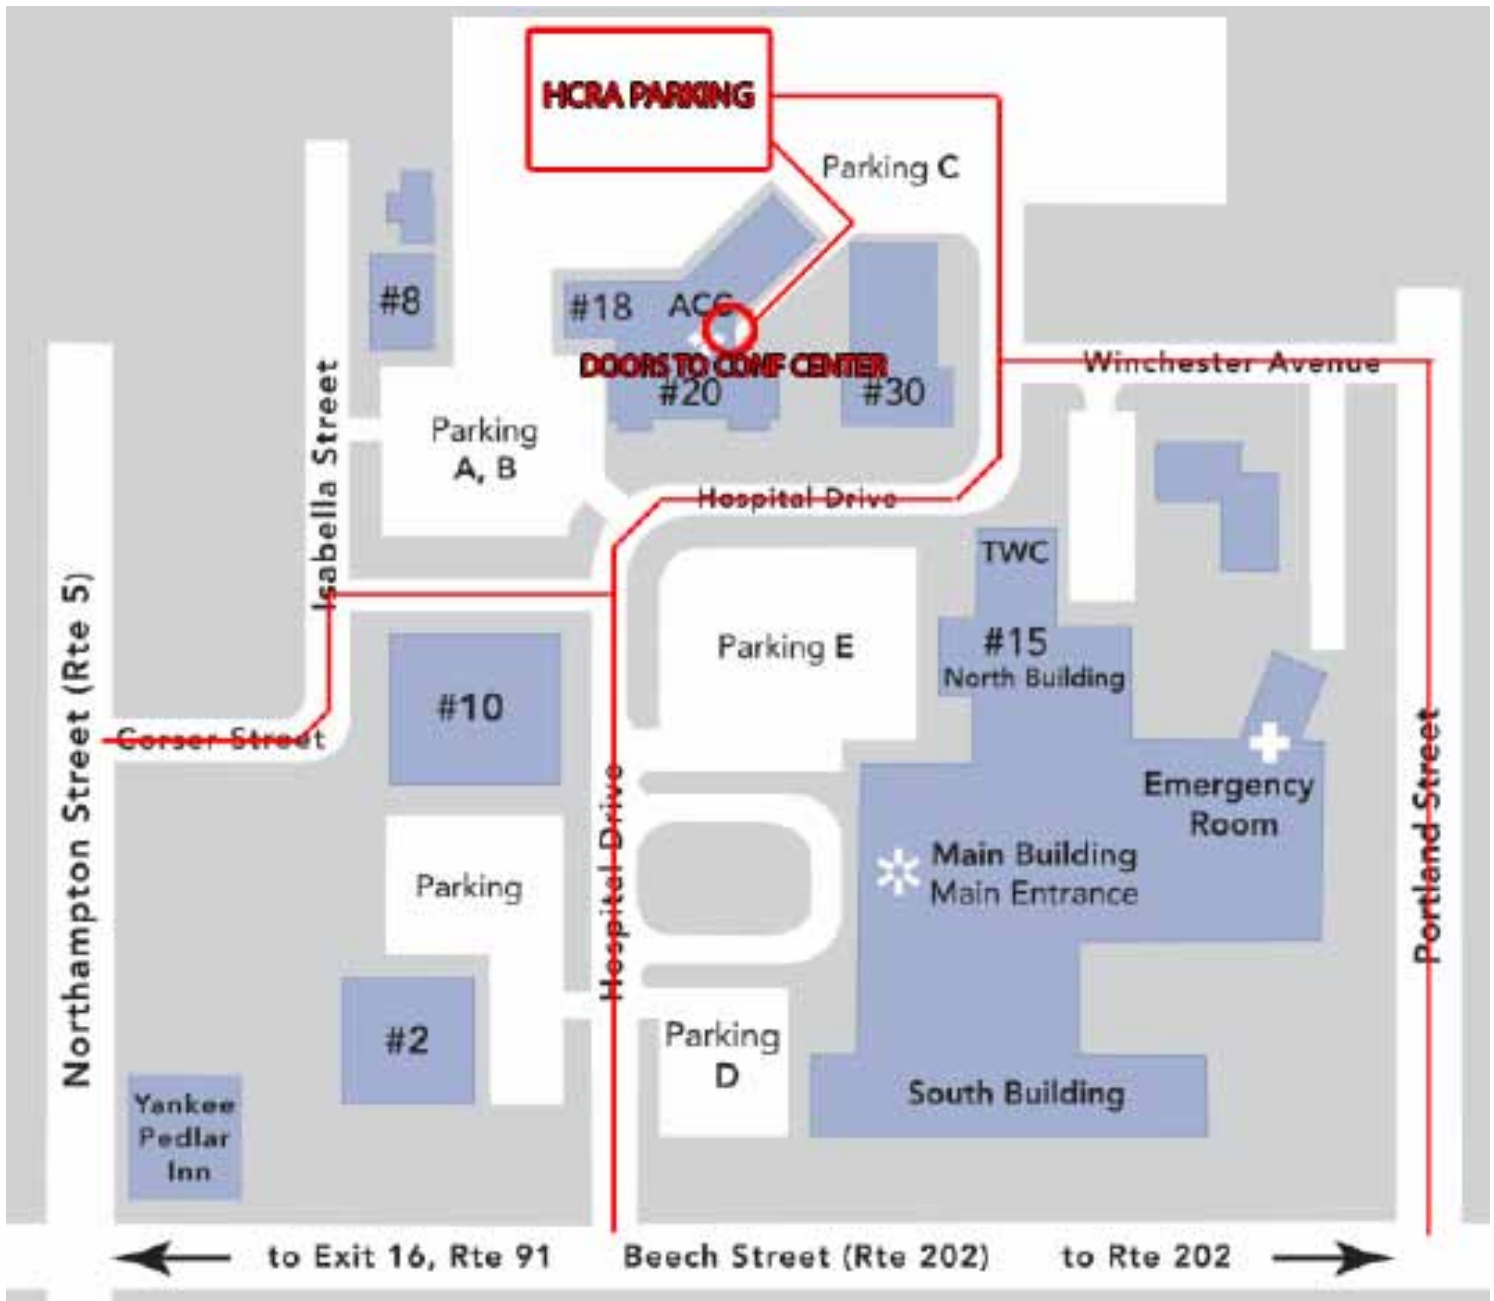 HCRA PARKING
Parking C
#8
#18
ACC
DOORS TO CONF CENTER
#20
#30
Winchester Avenue
Isabella Street
Parking
A, B
Hospital Drive
TWC
#15
North Building
Parking E
Northampton Street (Rte 5)
#10
Corser Street
Emergency
Room
Main Building
Main Entrance
Portland Street
Hospital Drive
Parking
#2
Parking
D
South Building
Yankee
Pedlar
Inn
to Exit 16, Rte 91
Beech Street (Rte 202)
to Rte 202